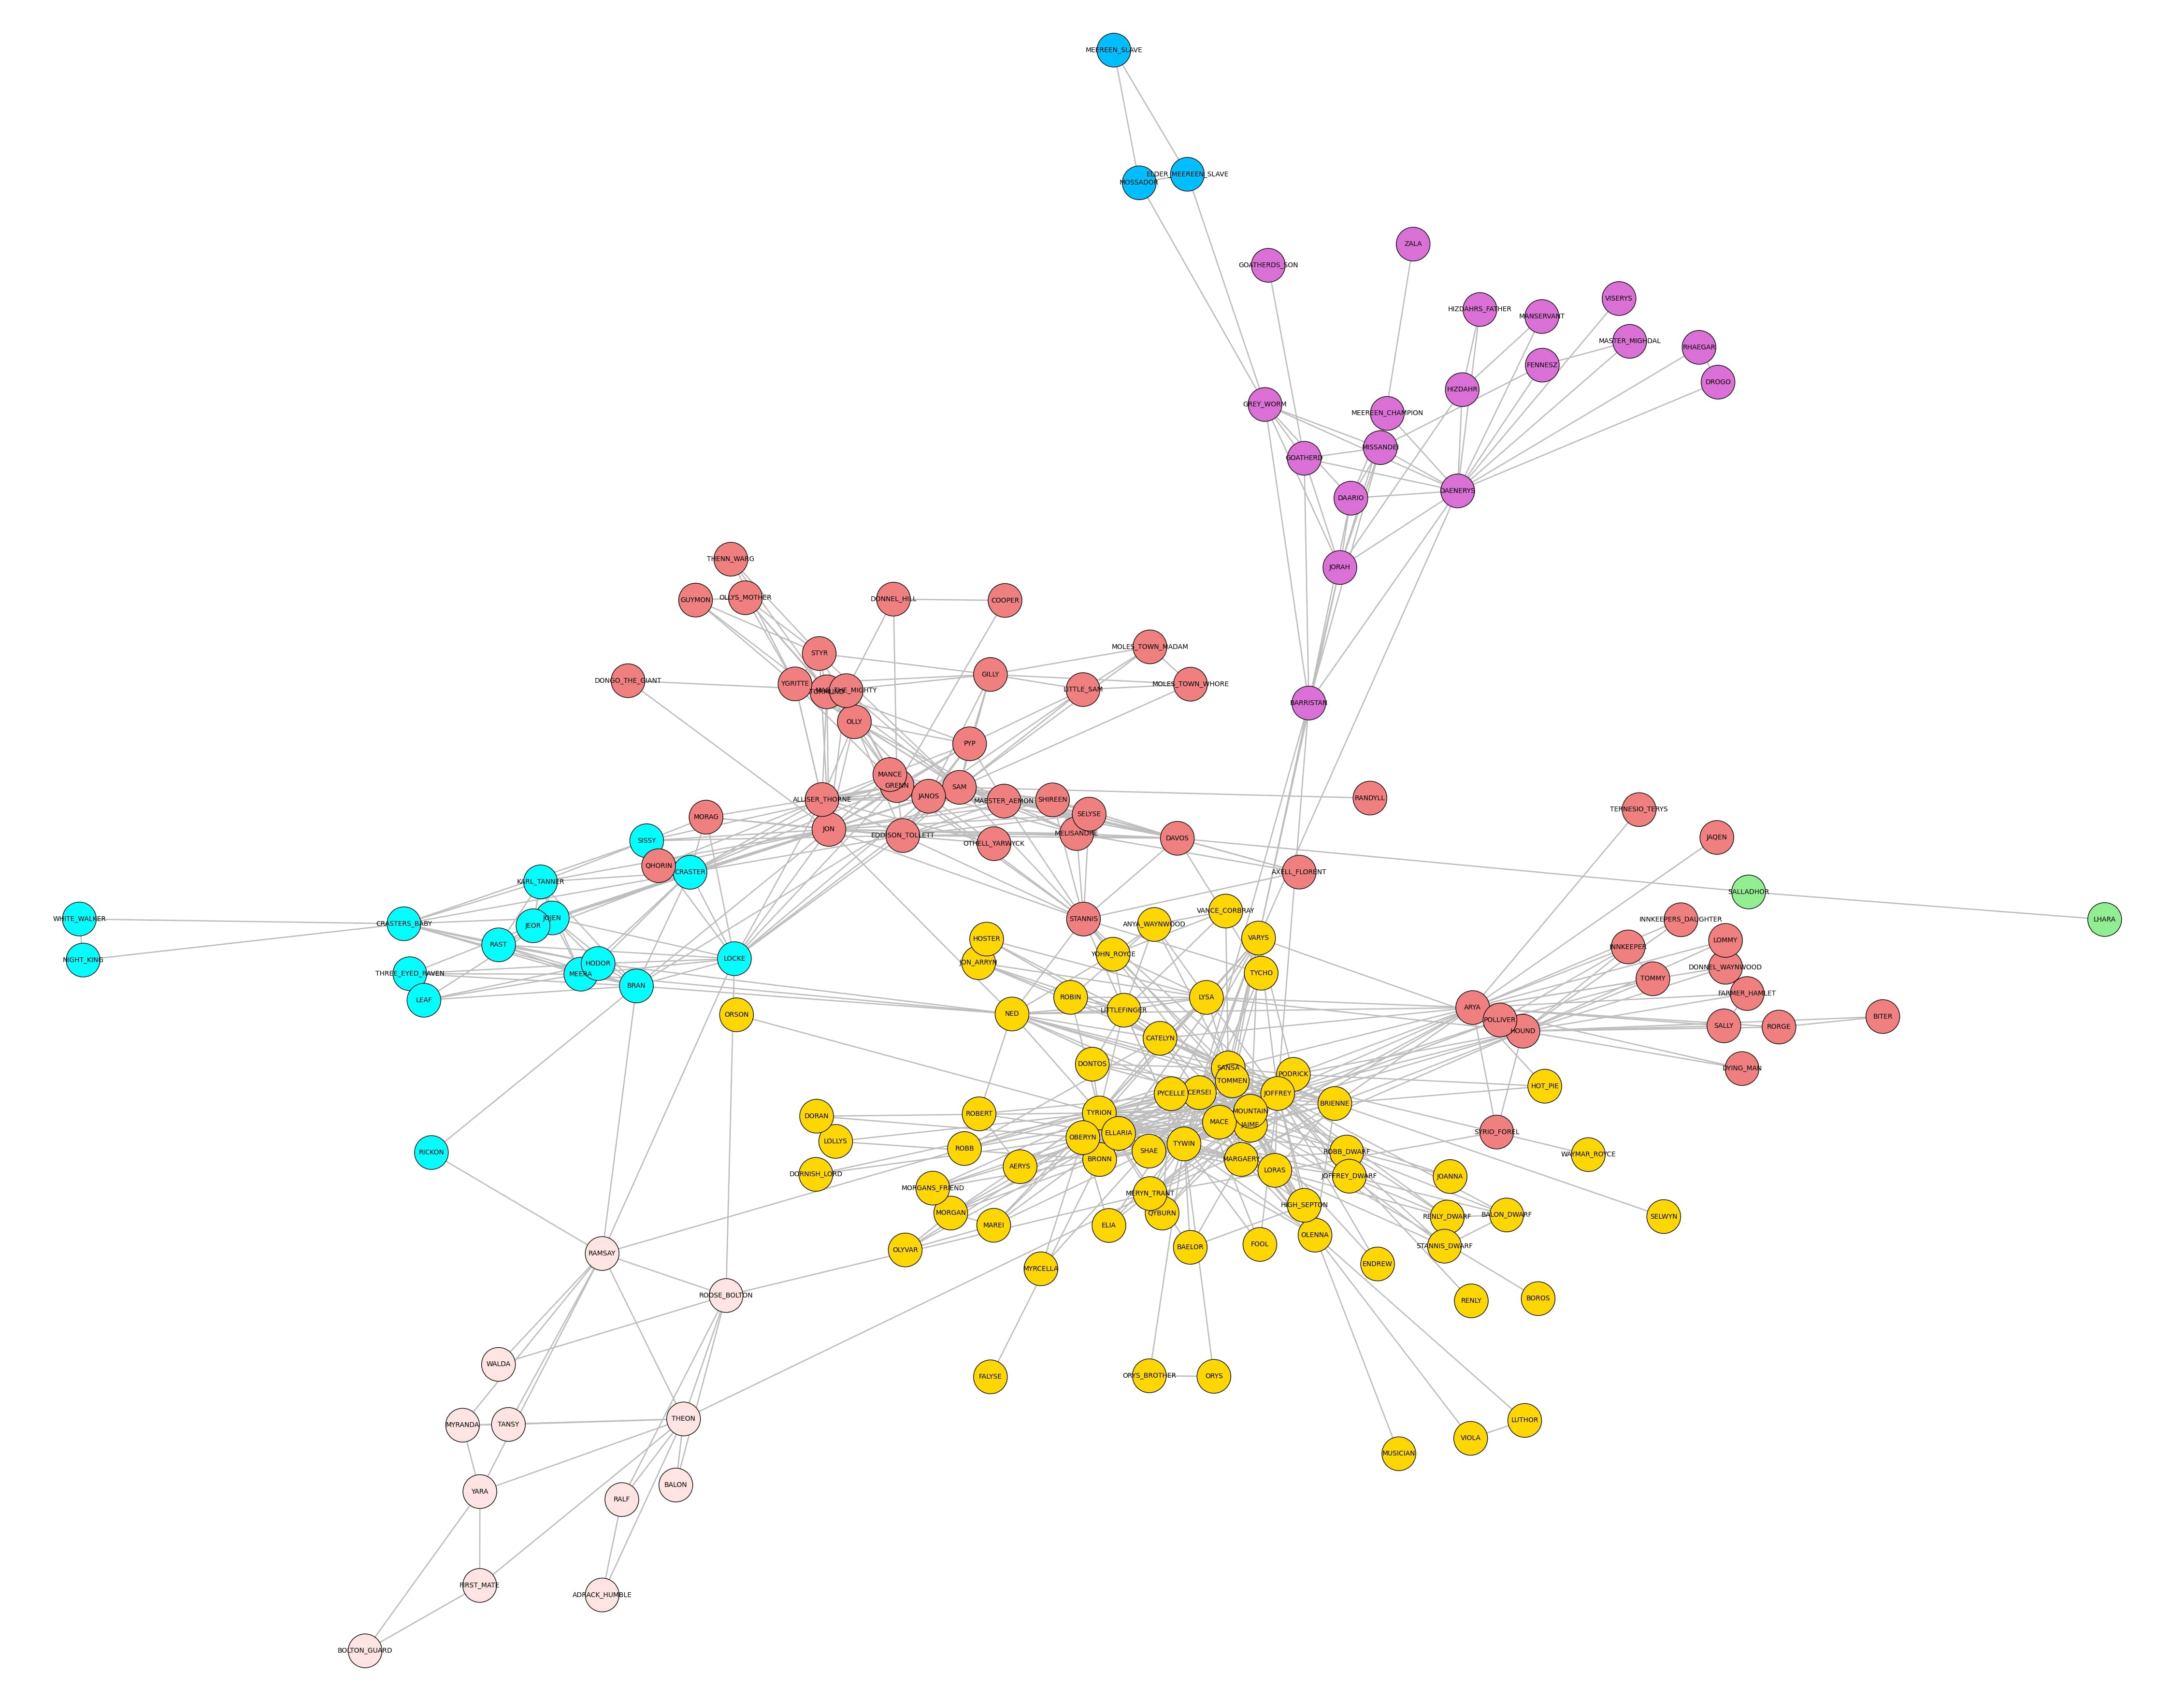 MEEREEN_SLAVE
ELDER_MEEREEN_SLAVE
MOSSADOR
ZALA
GOATHERDS_SON
VISERYS
HIZDAHRS_FATHER
MANSERVANT
MASTER_MIGHDAL
RHAEGAR
FENNESZ
DROGO
HIZDAHR
GREY_WORM
MEEREEN_CHAMPION
MISSANDEI
GOATHERD
DAENERYS
DAARIO
JORAH
THENN_WARG
OLLYS_MOTHER
GUYMON
DONNEL_HILL
COOPER
MOLES_TOWN_MADAM
STYR
GILLY
DONGO_THE_GIANT
YGRITTE
MOLES_TOWN_WHORE
LITTLE_SAM
BARRISTAN
OLLY
PYP
MANCE
GRENN
SAM
JANOS
RANDYLL
ALLISER_THORNE
MAESTER_AEMON
SHIREEN
TERNESIO_TERYS
SELYSE
MORAG
JON
EDDISON_TOLLETT
MELISANDRE
DAVOS
JAQEN
SISSY
OTHELL_YARWYCK
QHORIN
CRASTER
AXELL_FLORENT
KARL_TANNER
SALLADHOR
VANCE_CORBRAY
WHITE_WALKER
JOJEN
STANNIS
INNKEEPERS_DAUGHTER
LHARA
CRASTERS_BABY
ANYA_WAYNWOOD
JEOR
VARYS
HOSTER
LOMMY
RAST
INNKEEPER
YOHN_ROYCE
LOCKE
NIGHT_KING
JON_ARRYN
HODOR
DONNEL_WAYNWOOD
THREE_EYED_RAVEN
MEERA
TYCHO
TOMMY
BRAN
FARMER_HAMLET
ROBIN
LYSA
LEAF
ARYA
LITTLEFINGER
NED
ORSON
BITER
POLLIVER
SALLY
RORGE
HOUND
CATELYN
DONTOS
SANSA
DYING_MAN
PODRICK
TOMMEN
HOT_PIE
CERSEI
PYCELLE
JOFFREY
BRIENNE
MOUNTAIN
TYRION
ROBERT
DORAN
MACE
JAIME
SYRIO_FOREL
ELLARIA
OBERYN
LOLLYS
TYWIN
ROBB
SHAE
ROBB_DWARF
RICKON
WAYMAR_ROYCE
BRONN
MARGAERY
AERYS
LORAS
DORNISH_LORD
JOFFREY_DWARF
JOANNA
MORGANS_FRIEND
MERYN_TRANT
HIGH_SEPTON
MORGAN
QYBURN
BALON_DWARF
RENLY_DWARF
SELWYN
MAREI
ELIA
OLENNA
FOOL
STANNIS_DWARF
BAELOR
OLYVAR
RAMSAY
ENDREW
MYRCELLA
ROOSE_BOLTON
BOROS
RENLY
WALDA
ORYS_BROTHER
ORYS
FALYSE
THEON
LUTHOR
MYRANDA
TANSY
VIOLA
MUSICIAN
BALON
YARA
RALF
FIRST_MATE
ADRACK_HUMBLE
BOLTON_GUARD